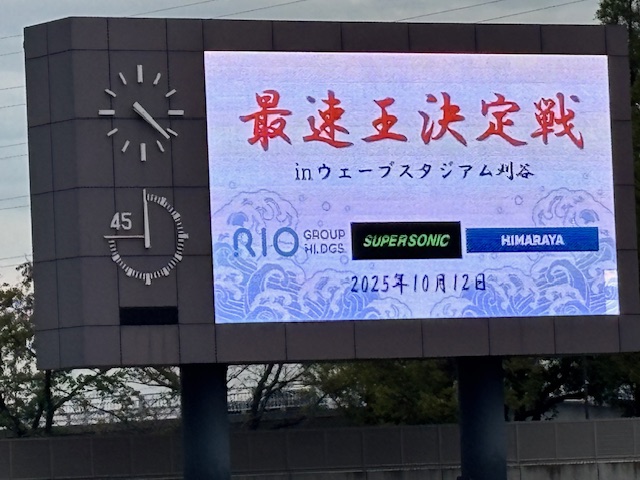 最速王決定戦
inウェーブスタジアム刈谷
45
RIO GROUP HLDGS SUPERSONIC HIMARAYA
2025年10月12日